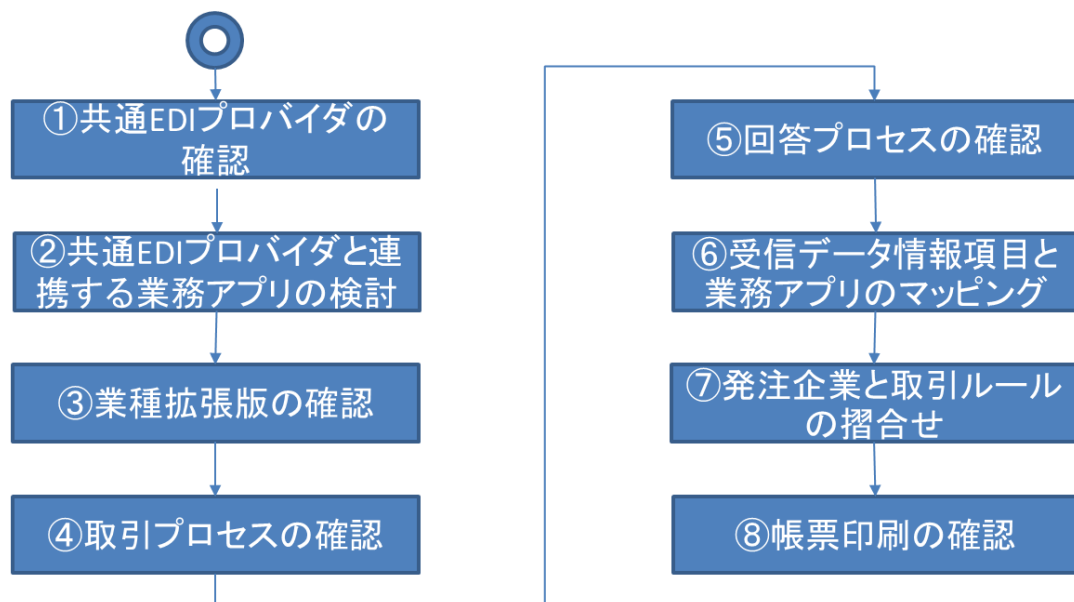 ①共通EDIプロバイダの
確認
②共通EDIプロバイダと連
携する業務アプリの検討
③業種拡張版の確認
④取引プロセスの確認
⑤回答プロセスの確認
⑥受信データ情報項目と
業務アプリのマッピング
⑦発注企業と取引ルール
の摺合せ
⑧帳票印刷の確認